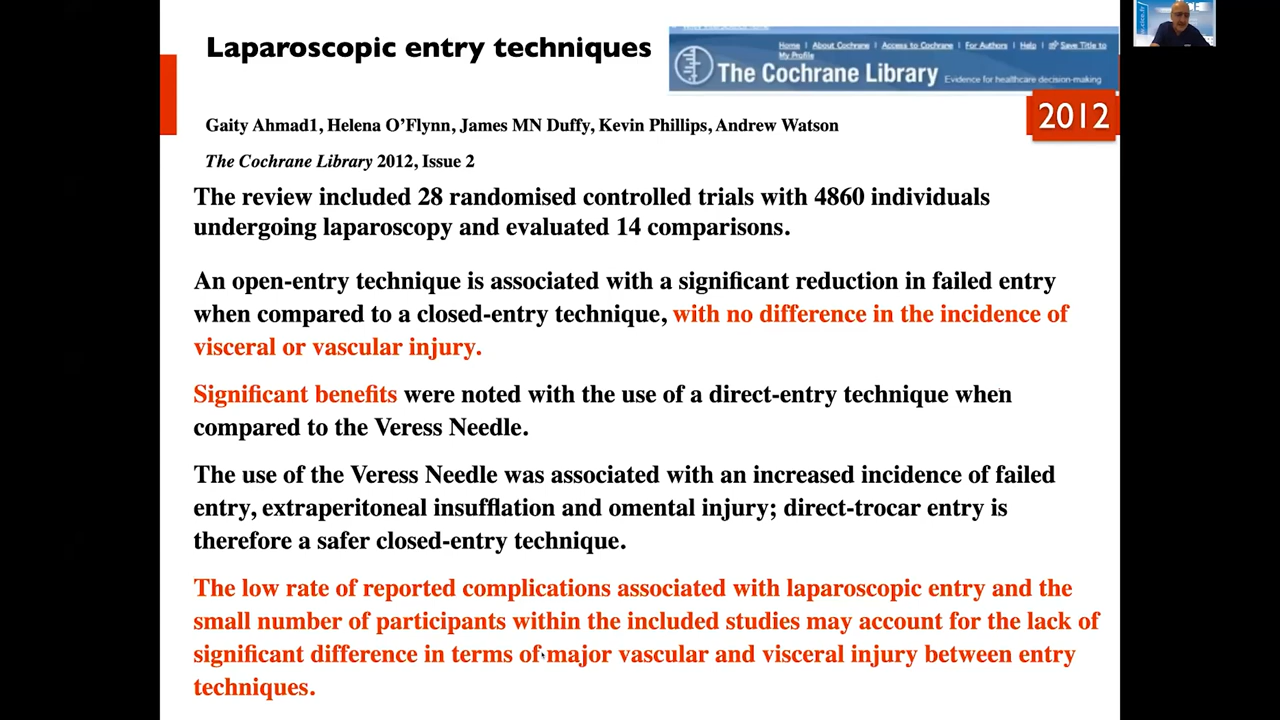 Laparoscopic entry techniques
Home | About Cochrane | Access to Cochrane | For Authors | Help | Save Title to
My Profile
The Cochrane Library Evidence for healthcare decision-making
2012
Gaity Ahmad1, Helena O'Flynn, James MN Duffy, Kevin Phillips, Andrew Watson
The Cochrane Library 2012, Issue 2
The review included 28 randomised controlled trials with 4860 individuals
undergoing laparoscopy and evaluated 14 comparisons.
An open-entry technique is associated with a significant reduction in failed entry
when compared to a closed-entry technique, with no difference in the incidence of
visceral or vascular injury.
Significant benefits were noted with the use of a direct-entry technique when
compared to the Veress Needle.
The use of the Veress Needle was associated with an increased incidence of failed
entry, extraperitoneal insufflation and omental injury; direct-trocar entry is
therefore a safer closed-entry technique.
The low rate of reported complications associated with laparoscopic entry and the
small number of participants within the included studies may account for the lack of
significant difference in terms of major vascular and visceral injury between entry
techniques.